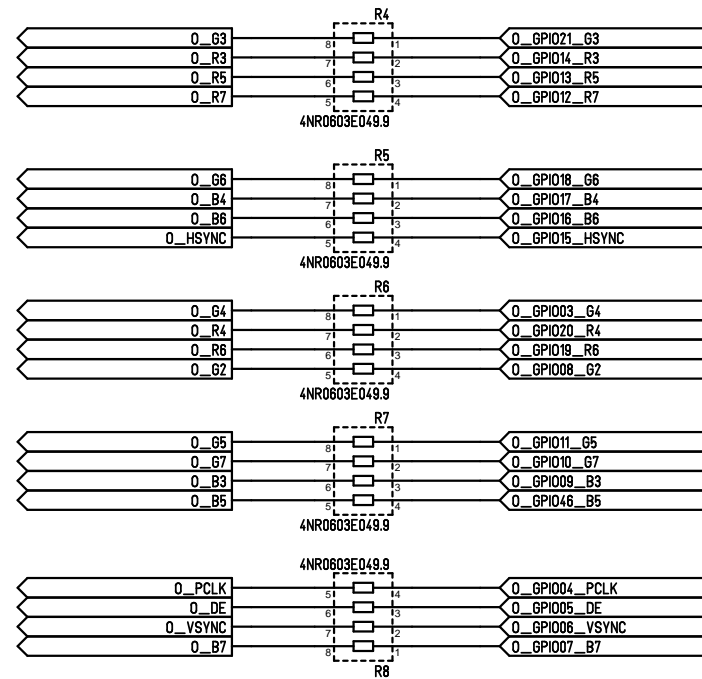 R4
O_G3 8 1 O_GPIO21_G3
O_R3 7 2 O_GPIO14_R3
O_R5 6 3 O_GPIO13_R5
O_R7 5 4 O_GPIO12_R7
4NR0603E049.9
R5
O_G6 8 1 O_GPIO18_G6
O_B4 7 2 O_GPIO17_B4
O_B6 6 3 O_GPIO16_B6
O_HSYNC 5 4 O_GPIO15_HSYNC
4NR0603E049.9
R6
O_G4 8 1 O_GPIO03_G4
O_R4 7 2 O_GPIO20_R4
O_R6 6 3 O_GPIO19_R6
O_G2 5 4 O_GPIO08_G2
4NR0603E049.9
R7
O_G5 8 1 O_GPIO11_G5
O_G7 7 2 O_GPIO10_G7
O_B3 6 3 O_GPIO09_B3
O_B5 5 4 O_GPIO46_B5
4NR0603E049.9
4NR0603E049.9
O_PCLK 5 4 O_GPIO04_PCLK
O_DE 6 3 O_GPIO05_DE
O_VSYNC 7 2 O_GPIO06_VSYNC
O_B7 8 1 O_GPIO07_B7
R8